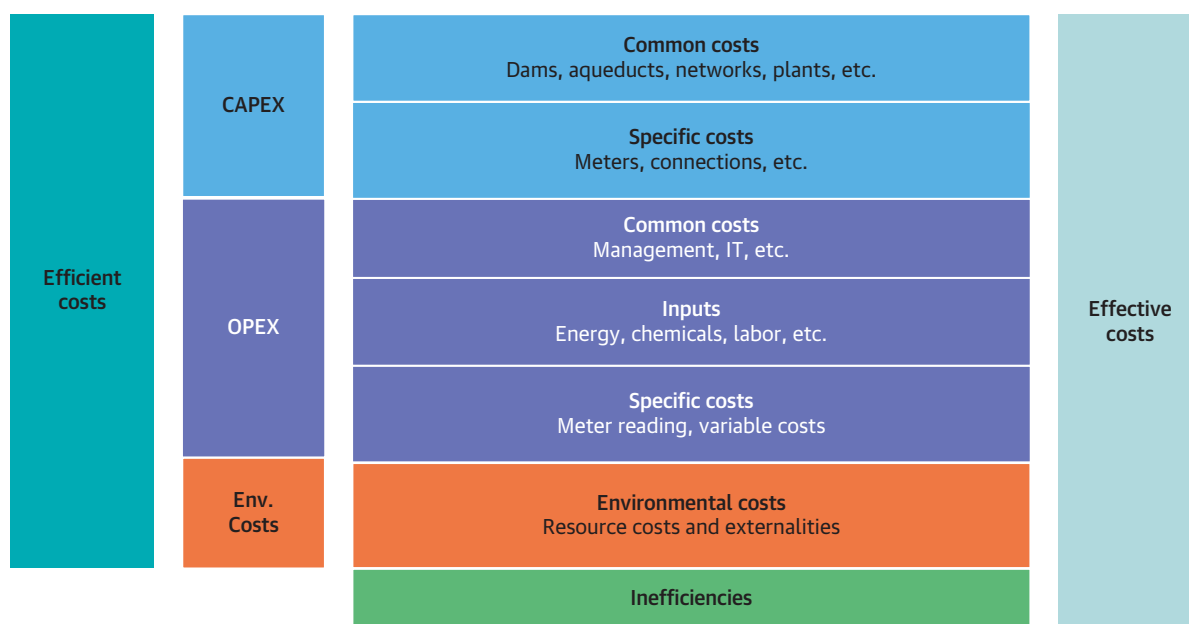 Efficient
costs
CAPEX
OPEX
Env.
Costs
Common costs
Dams, aqueducts, networks, plants, etc.
Specific costs
Meters, connections, etc.
Common costs
Management, IT, etc.
Inputs
Energy, chemicals, labor, etc.
Specific costs
Meter reading, variable costs
Environmental costs
Resource costs and externalities
Inefficiencies
Effective
costs